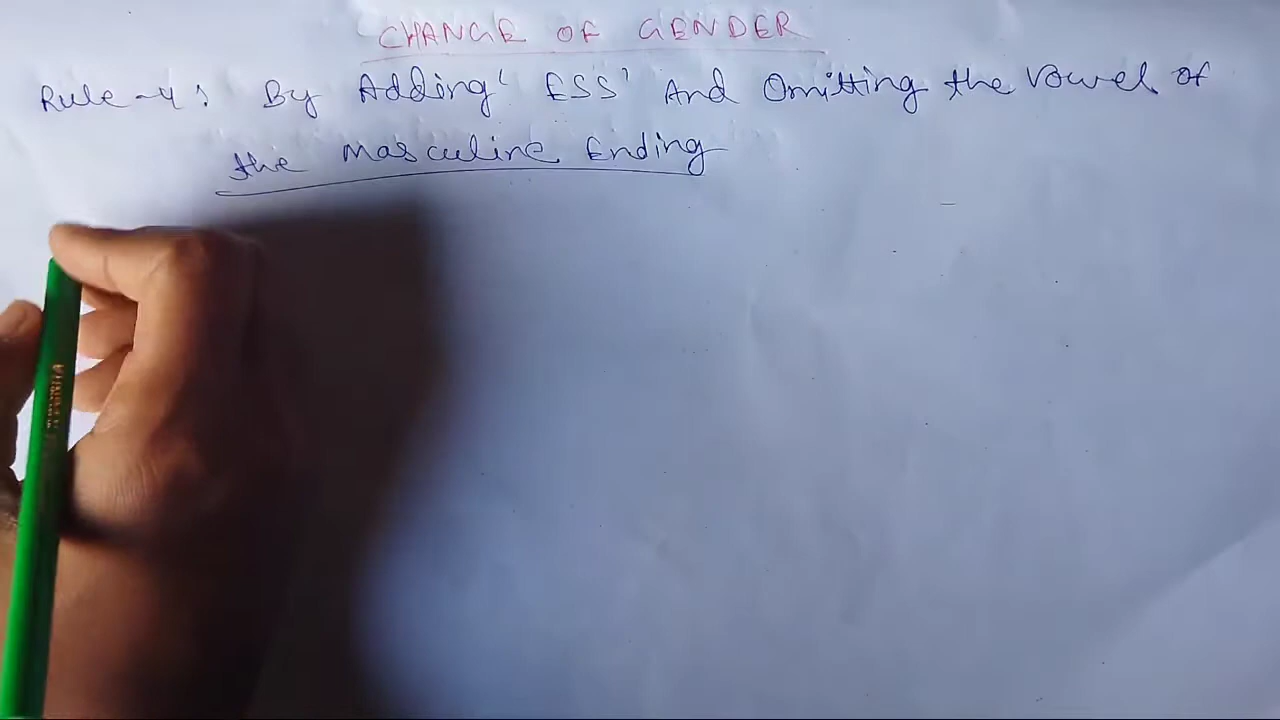 CHANGE OF GENDER
Rule-4: By Adding 'ESS' And Omitting the Vowel of
the Masculine Ending